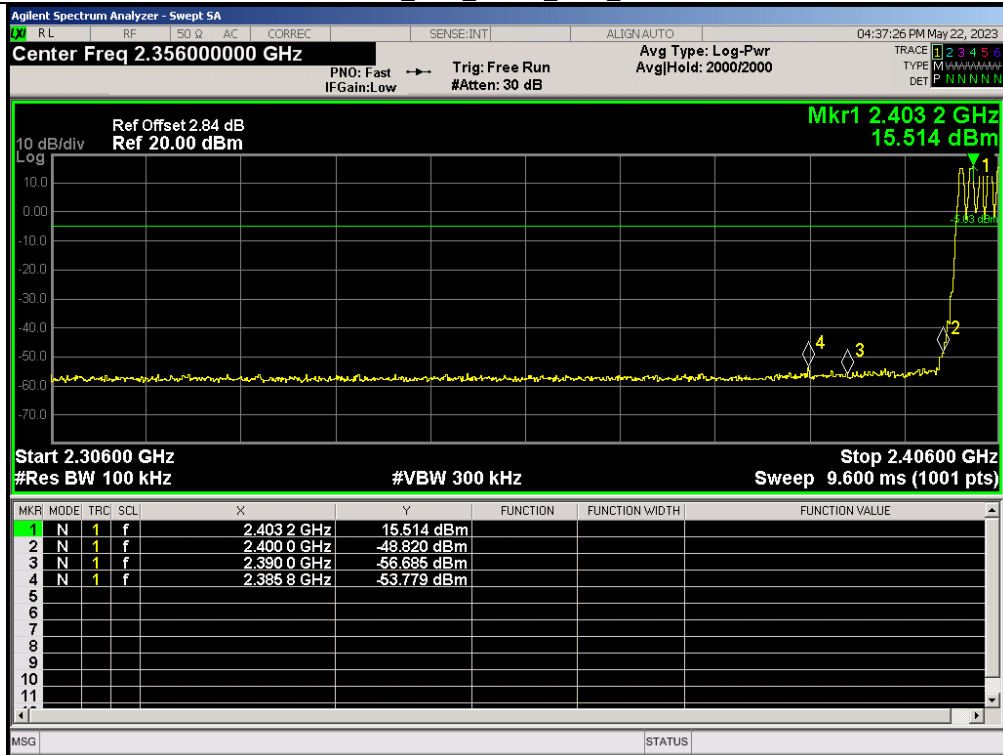 Agilent Spectrum Analyzer - Swept SA
LXI RL RF 50 Ω AC CORREC SENSE:INT ALIGNAUTO 04:37:26 PM May 22, 2023
Center Freq 2.356000000 GHz
PNO: Fast
IFGain:Low
Trig: Free Run
#Atten: 30 dB
Avg Type: Log-Pwr
Avg|Hold: 2000/2000
TRACE 1 2 3 4 5 6
TYPE M
DET P N N N N N
Mkr1 2.403 2 GHz
15.514 dBm
Ref Offset 2.84 dB
10 dB/div Ref 20.00 dBm
Log
1
10.0
0.00
-5.03 dBm
-10.0
-20.0
-30.0
-40.0
2
4
3
-50.0
-60.0
-70.0
Start 2.30600 GHz Stop 2.40600 GHz
#Res BW 100 kHz #VBW 300 kHz Sweep 9.600 ms (1001 pts)
MKR MODE TRC SCL X Y FUNCTION FUNCTION WIDTH FUNCTION VALUE
1 N 1 f 2.403 2 GHz 15.514 dBm
2 N 1 f 2.400 0 GHz -48.820 dBm
3 N 1 f 2.390 0 GHz -56.685 dBm
4 N 1 f 2.385 8 GHz -53.779 dBm
5
6
7
8
9
10
11
MSG STATUS